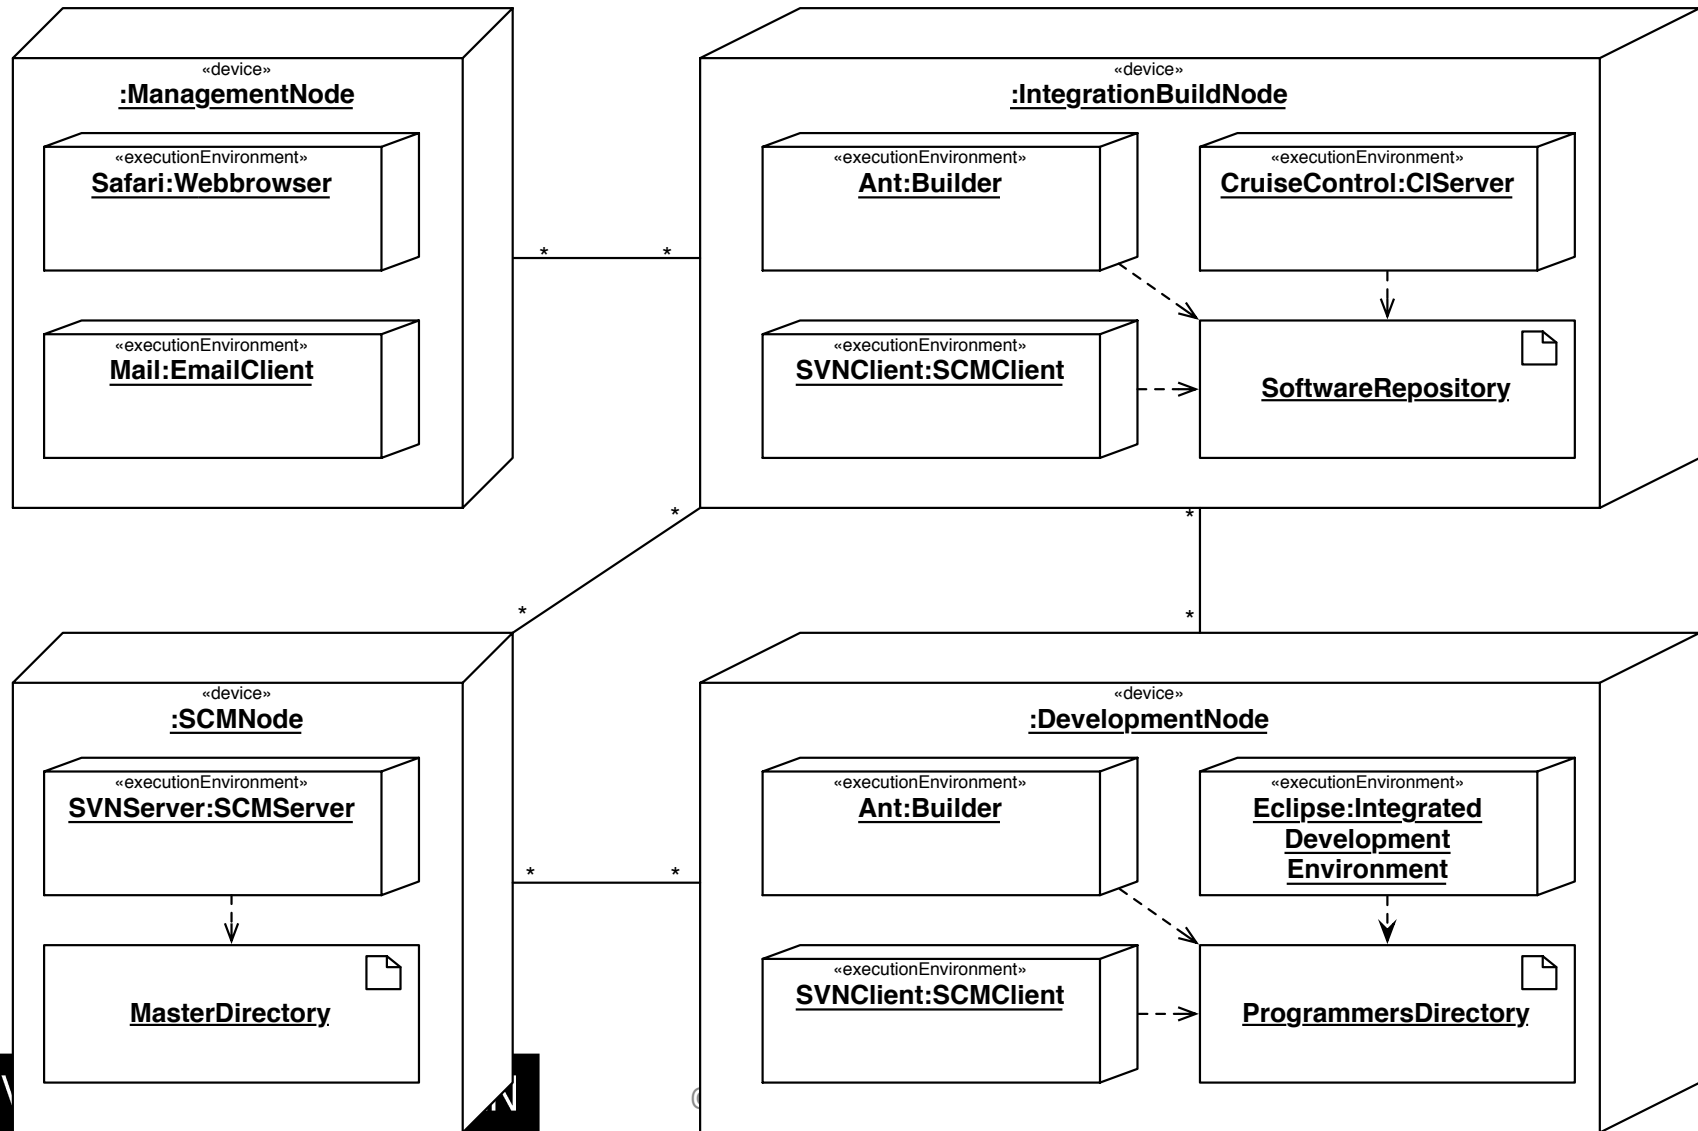 «device»
:ManagementNode
«executionEnvironment»
Safari:Webbrowser
«executionEnvironment»
Mail:EmailClient
«device»
:IntegrationBuildNode
«executionEnvironment»
Ant:Builder
«executionEnvironment»
CruiseControl:CIServer
«executionEnvironment»
SVNClient:SCMClient
SoftwareRepository
* *
*
*
*
*
«device»
:SCMNode
«executionEnvironment»
SVNServer:SCMServer
MasterDirectory
* *
«device»
:DevelopmentNode
«executionEnvironment»
Ant:Builder
«executionEnvironment»
Eclipse:Integrated
Development
Environment
«executionEnvironment»
SVNClient:SCMClient
ProgrammersDirectory